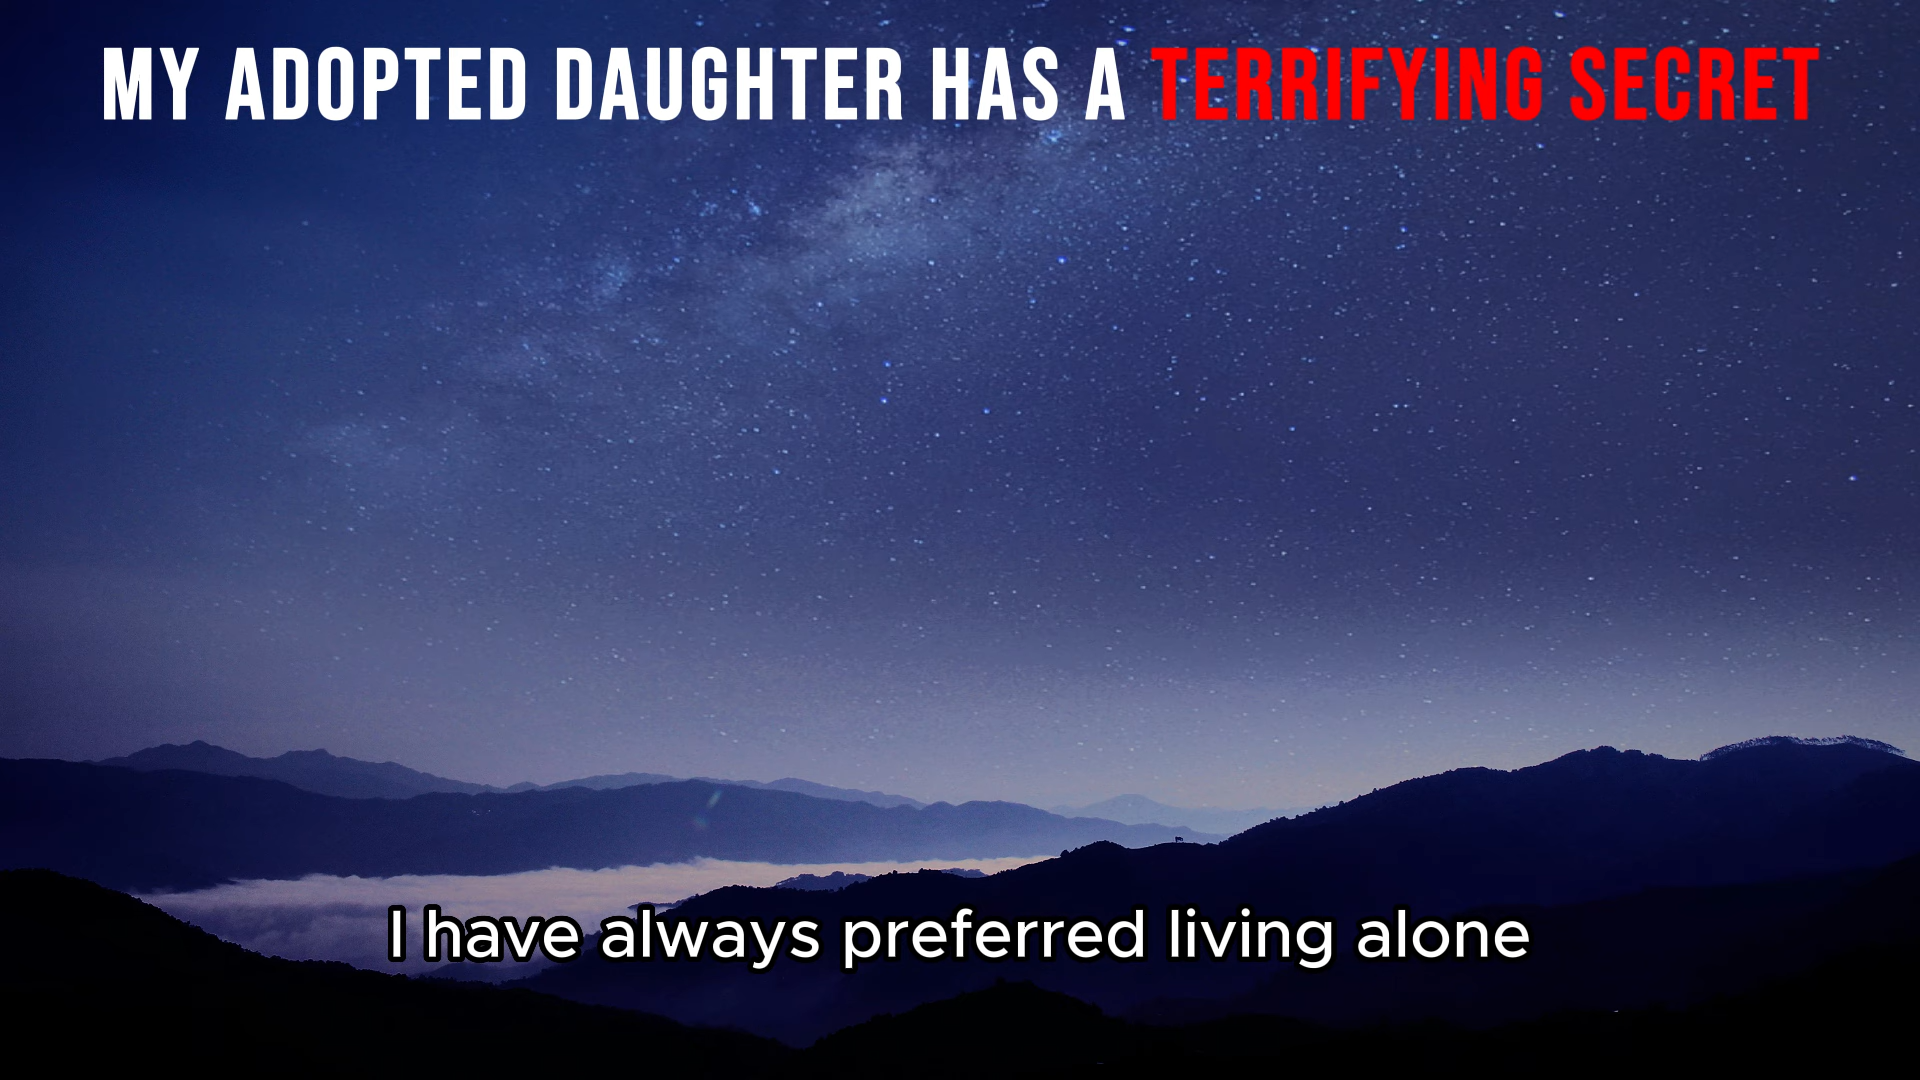 MY ADOPTED DAUGHTER HAS A TERRIFYING SECRET
I have always preferred living alone